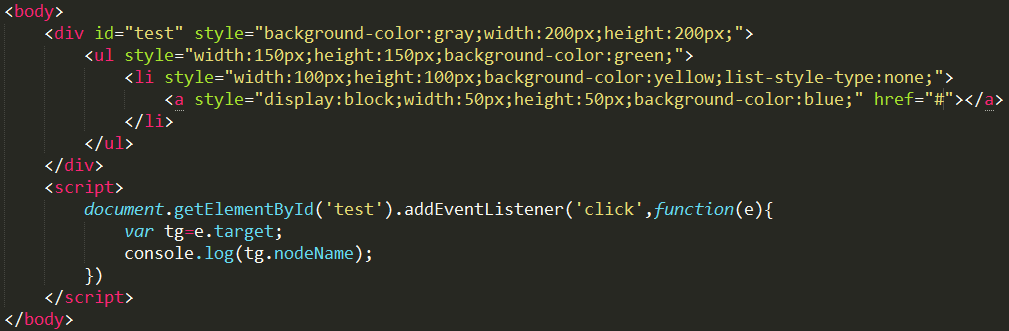 <body>
    <div id="test" style="background-color:gray;width:200px;height:200px;">
        <ul style="width:150px;height:150px;background-color:green;">
            <li style="width:100px;height:100px;background-color:yellow;list-style-type:none;">
                <a style="display:block;width:50px;height:50px;background-color:blue;" href="#"></a>
            </li>
        </ul>
    </div>
    <script>
        document.getElementById('test').addEventListener('click',function(e){
            var tg=e.target;
            console.log(tg.nodeName);
        })
    </script>
</body>